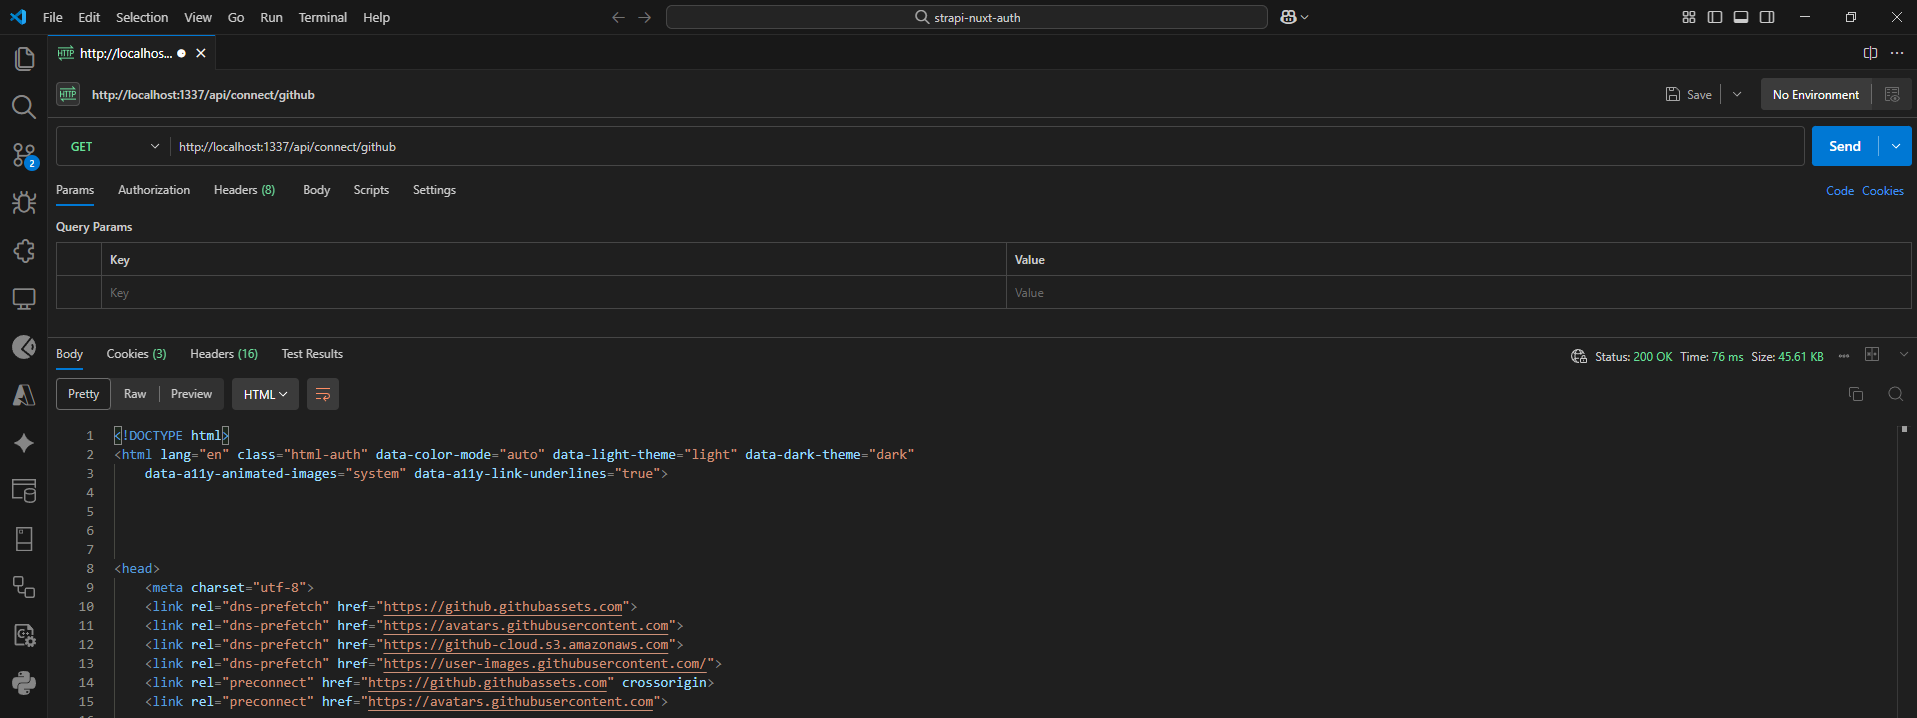 File Edit Selection View Go Run Terminal Help
strapi-nuxt-auth
HTTP http://localhos...
HTTP http://localhost:1337/api/connect/github
Save
No Environment
GET http://localhost:1337/api/connect/github
Send
Params Authorization Headers (8) Body Scripts Settings
Code Cookies
2
Query Params
Key Value
Key Value
Body Cookies (3) Headers (16) Test Results
Status: 200 OK Time: 76 ms Size: 45.61 KB
Pretty Raw Preview HTML
1 <!DOCTYPE html>
2 <html lang="en" class="html-auth" data-color-mode="auto" data-light-theme="light" data-dark-theme="dark"
3 data-a11y-animated-images="system" data-a11y-link-underlines="true">
4
5
6
7
8 <head>
9 <meta charset="utf-8">
10 <link rel="dns-prefetch" href="https://github.githubassets.com">
11 <link rel="dns-prefetch" href="https://avatars.githubusercontent.com">
12 <link rel="dns-prefetch" href="https://github-cloud.s3.amazonaws.com">
13 <link rel="dns-prefetch" href="https://user-images.githubusercontent.com/">
14 <link rel="preconnect" href="https://github.githubassets.com" crossorigin>
15 <link rel="preconnect" href="https://avatars.githubusercontent.com">